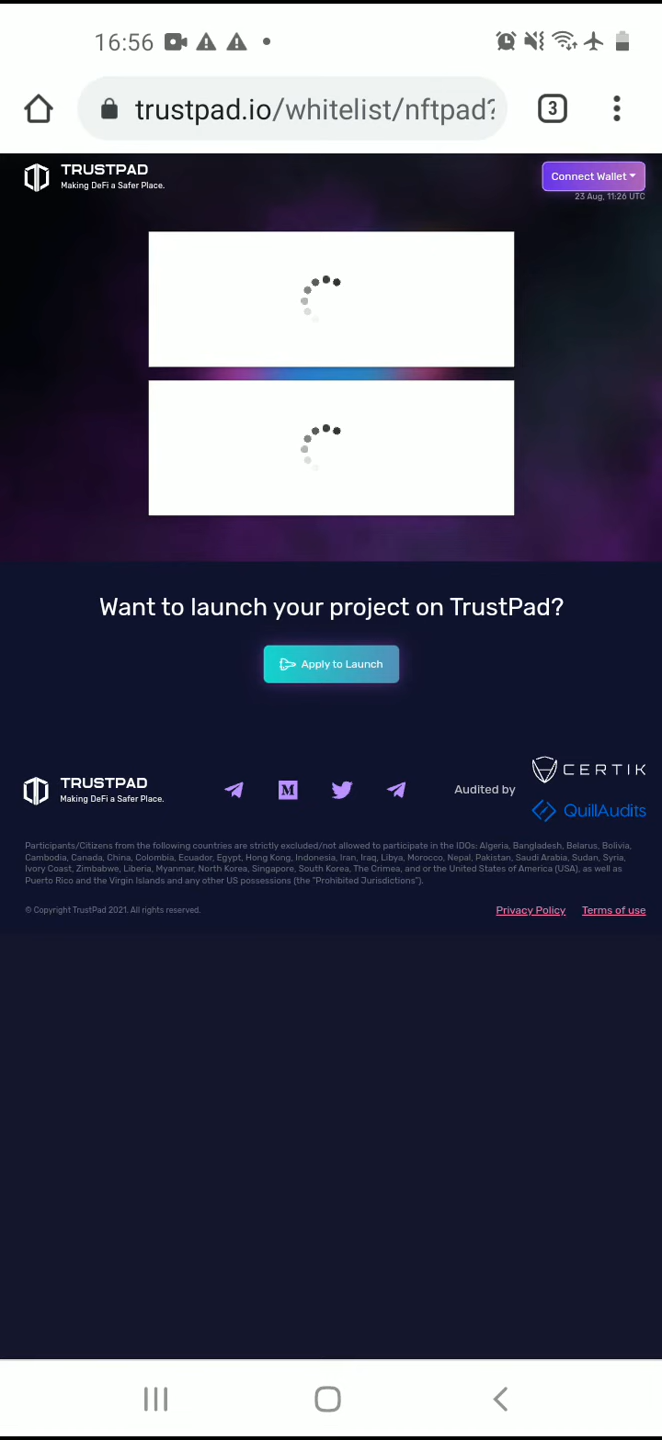 16:56
trustpad.io/whitelist/nftpad?
3
TRUSTPAD
Making DeFi a Safer Place.
Connect Wallet
23 Aug, 11:26 UTC
Want to launch your project on TrustPad?
Apply to Launch
TRUSTPAD
Making DeFi a Safer Place.
M
Audited by
CERTIK
QuillAudits
Participants/Citizens from the following countries are strictly excluded/not allowed to participate in the IDOs: Algeria, Bangladesh, Belarus, Bolivia,
Cambodia, Canada, China, Colombia, Ecuador, Egypt, Hong Kong, Indonesia, Iran, Iraq, Libya, Morocco, Nepal, Pakistan, Saudi Arabia, Sudan, Syria,
Ivory Coast, Zimbabwe, Liberia, Myanmar, North Korea, Singapore, South Korea, The Crimea, and or the United States of America (USA), as well as
Puerto Rico and the Virgin Islands and any other US possessions (the "Prohibited Jurisdictions").
© Copyright TrustPad 2021. All rights reserved.
Privacy Policy
Terms of use